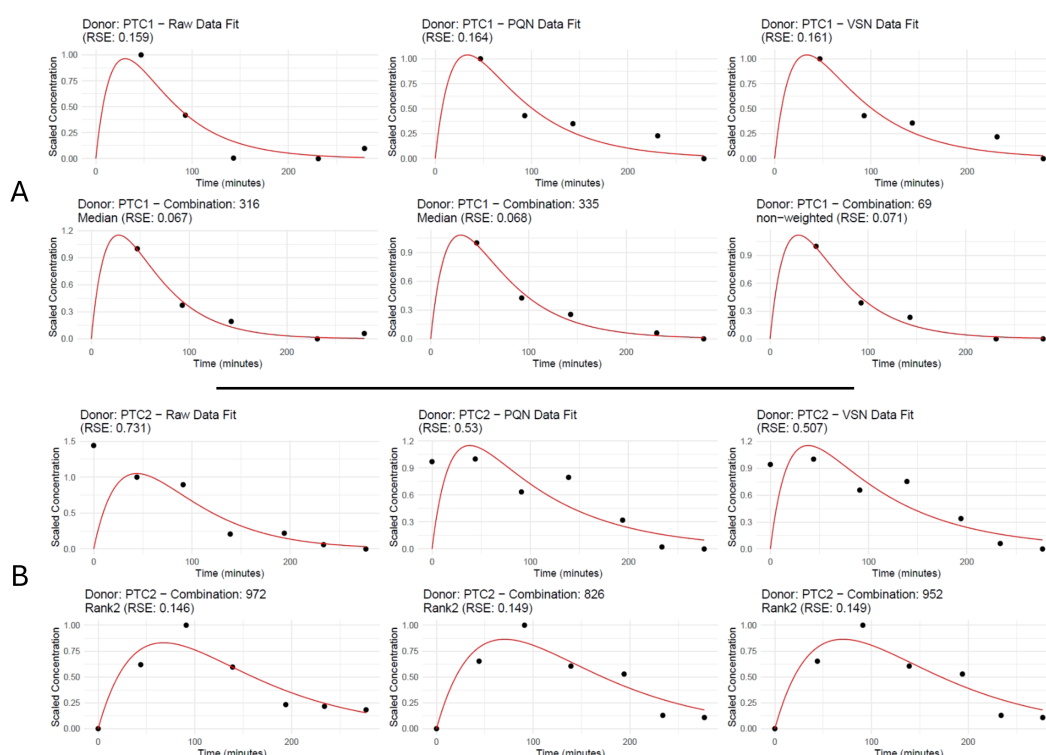 Donor: PTC1 − Raw Data Fit
(RSE: 0.159)
Scaled Concentration
1.00
0.75
0.50
0.25
0.00
0
100
200
Time (minutes)
Donor: PTC1 − PQN Data Fit
(RSE: 0.164)
Scaled Concentration
1.00
0.75
0.50
0.25
0.00
0
100
200
Time (minutes)
Donor: PTC1 − VSN Data Fit
(RSE: 0.161)
Scaled Concentration
1.00
0.75
0.50
0.25
0.00
0
100
200
Time (minutes)
A
Donor: PTC1 − Combination: 316
Median (RSE: 0.067)
Scaled Concentration
1.2
0.9
0.6
0.3
0.0
0
100
200
Time (minutes)
Donor: PTC1 − Combination: 335
Median (RSE: 0.068)
Scaled Concentration
0.9
0.6
0.3
0.0
0
100
200
Time (minutes)
Donor: PTC1 − Combination: 69
non−weighted (RSE: 0.071)
Scaled Concentration
0.9
0.6
0.3
0.0
0
100
200
Time (minutes)
Donor: PTC2 − Raw Data Fit
(RSE: 0.731)
Scaled Concentration
1.5
1.0
0.5
0.0
0
100
200
Time (minutes)
Donor: PTC2 − PQN Data Fit
(RSE: 0.53)
Scaled Concentration
1.2
0.9
0.6
0.3
0.0
0
100
200
Time (minutes)
Donor: PTC2 − VSN Data Fit
(RSE: 0.507)
Scaled Concentration
1.2
0.9
0.6
0.3
0.0
0
100
200
Time (minutes)
B
Donor: PTC2 − Combination: 972
Rank2 (RSE: 0.146)
Scaled Concentration
1.00
0.75
0.50
0.25
0.00
0
100
200
Time (minutes)
Donor: PTC2 − Combination: 826
Rank2 (RSE: 0.149)
Scaled Concentration
1.00
0.75
0.50
0.25
0.00
0
100
200
Time (minutes)
Donor: PTC2 − Combination: 952
Rank2 (RSE: 0.149)
Scaled Concentration
1.00
0.75
0.50
0.25
0.00
0
100
200
Time (minutes)